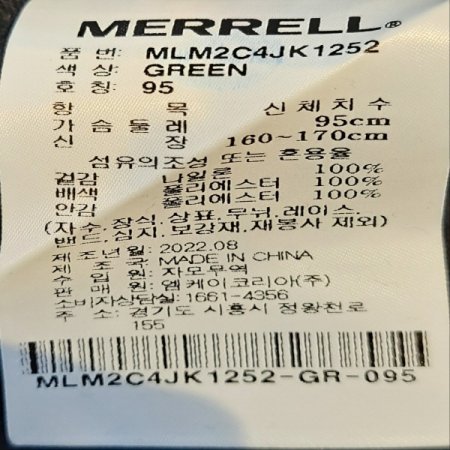 MERRELL®
품 번: MLM2C4JK1252
색 상: GREEN
호 칭: 95
항 목 신체치수
가슴둘레 95cm
신 장 160~170cm
섬유의조성 또는 혼용율
겉감 나일론 100%
배색 폴리에스터 100%
안감 폴리에스터 100%
(자수,장식,상표,무늬,레이스,
밴드,심지,보강재,재봉사 제외)
제조년월: 2022.08
제 조 국: MADE IN CHINA
수 입 원: 자모무역
판 매 원: 엠케이코리아(주)
소비자상담실: 1661-4356
주 소: 경기도 시흥시 정왕천로
155
MLM2C4JK1252-GR-095